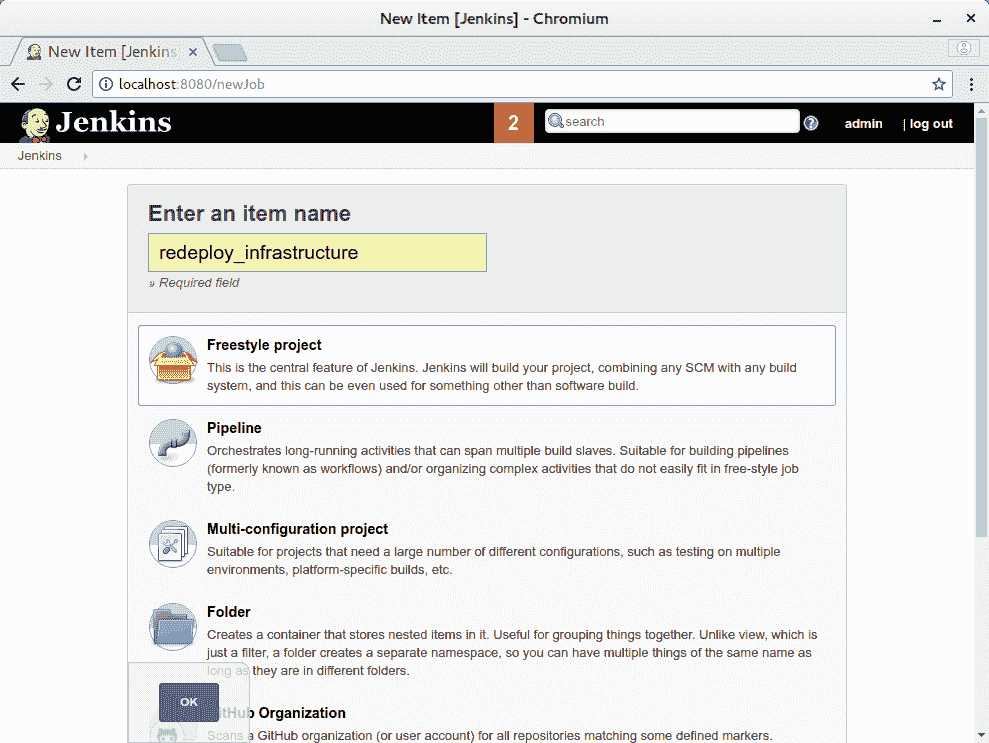 New Item [Jenkins] - Chromium
New Item [Jenkins
localhost:8080/newJob
Jenkins
2
search
admin
| log out
Jenkins
Enter an item name
redeploy_infrastructure
» Required field
Freestyle project
This is the central feature of Jenkins. Jenkins will build your project, combining any SCM with any build
system, and this can be even used for something other than software build.
Pipeline
Orchestrates long-running activities that can span multiple build slaves. Suitable for building pipelines
(formerly known as workflows) and/or organizing complex activities that do not easily fit in free-style job
type.
Multi-configuration project
Suitable for projects that need a large number of different configurations, such as testing on multiple
environments, platform-specific builds, etc.
Folder
Creates a container that stores nested items in it. Useful for grouping things together. Unlike view, which is
just a filter, a folder creates a separate namespace, so you can have multiple things of the same name as
long as they are in different folders.
OK
GitHub Organization
Scans a GitHub organization (or user account) for all repositories matching some defined markers.